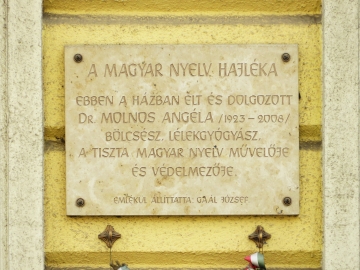 A MAGYAR NYELV HAJLÉKA
EBBEN A HÁZBAN ÉLT ÉS DOLGOZOTT
DR. MOLNOS ANGÉLA /1923-2008/
BÖLCSÉSZ, LÉLEKGYÓGYÁSZ,
A TISZTA MAGYAR NYELV MŰVELŐJE
ÉS VÉDELMEZŐJE.
EMLÉKÜL ÁLLÍTTATTA: GAÁL JÓZSEF